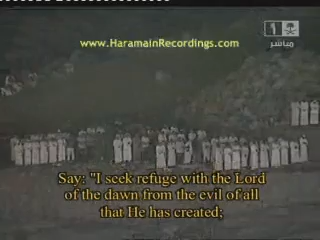 www.HaramainRecordings.com
1
مباشر
Say: "I seek refuge with the Lord
of the dawn from the evil of all
that He has created;